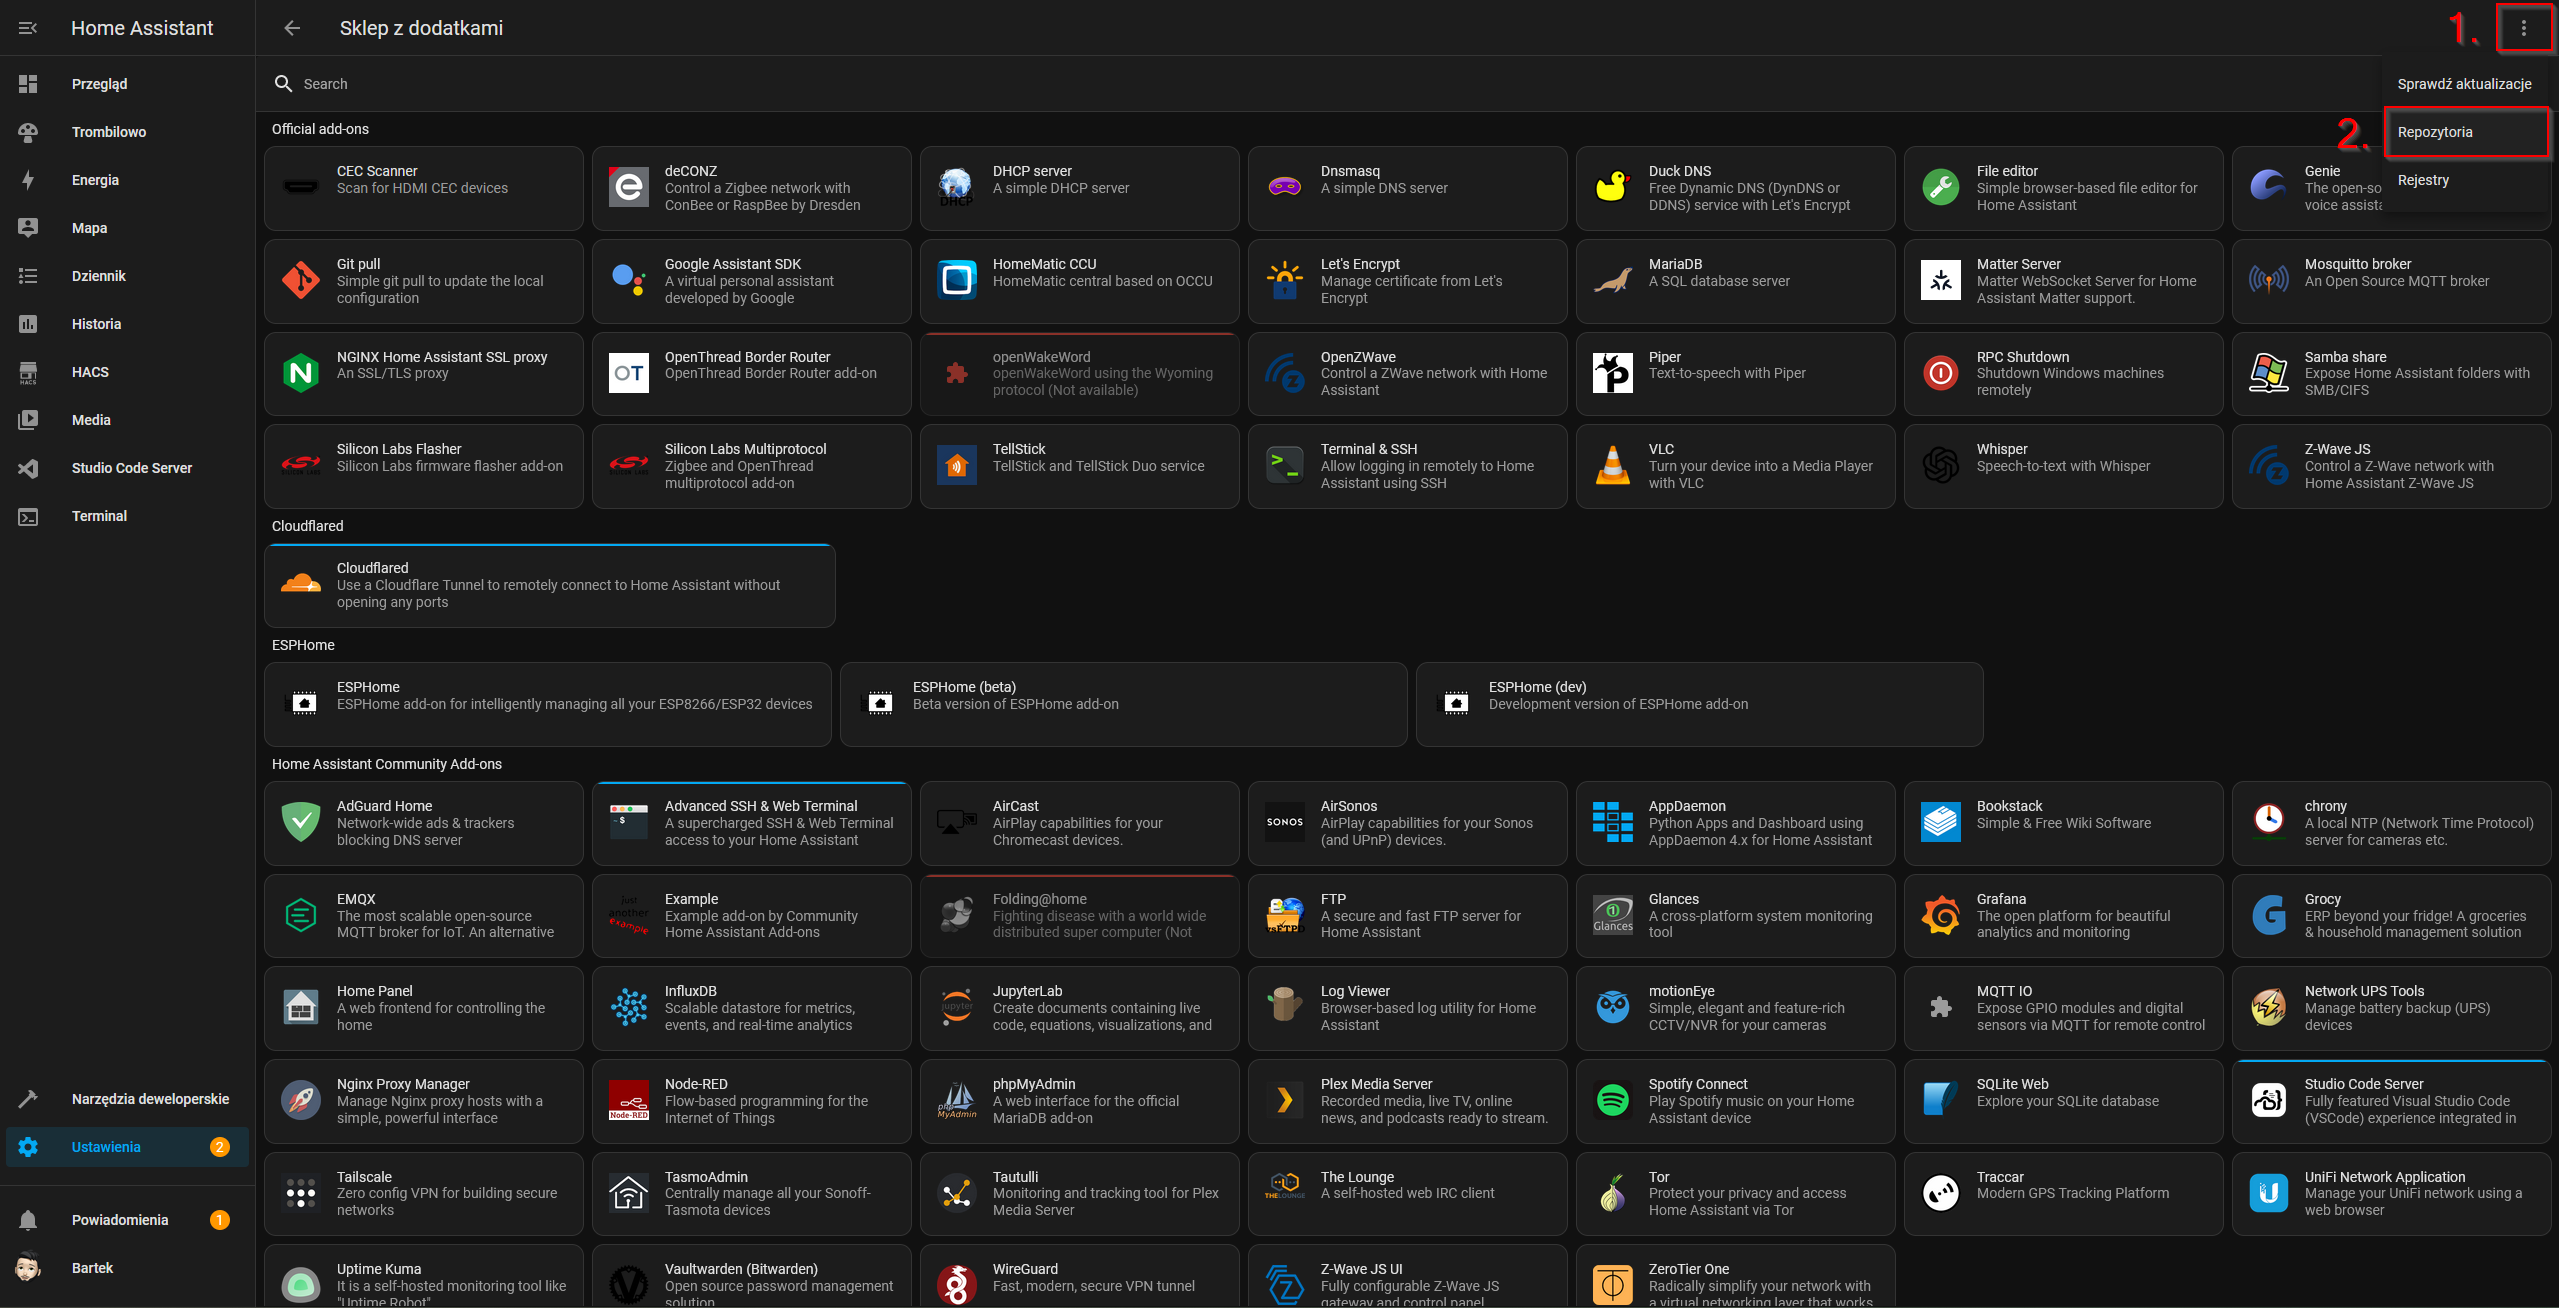 Home Assistant
Sklep z dodatkami
1.
Search
Sprawdź aktualizacje
2.
Repozytoria
Rejestry
Przegląd
Trombilowo
Energia
Mapa
Dziennik
Historia
HACS
HACS
Media
Studio Code Server
Terminal
Narzędzia deweloperskie
Ustawienia
2
Powiadomienia
1
Bartek
Official add-ons
CEC Scanner
Scan for HDMI CEC devices
deCONZ
Control a Zigbee network with
ConBee or RaspBee by Dresden
DHCP
DHCP server
A simple DHCP server
Dnsmasq
A simple DNS server
Duck DNS
Free Dynamic DNS (DynDNS or
DDNS) service with Let's Encrypt
File editor
Simple browser-based file editor for
Home Assistant
Genie
The open-so
voice assista
Git pull
Simple git pull to update the local
configuration
Google Assistant SDK
A virtual personal assistant
developed by Google
HomeMatic CCU
HomeMatic central based on OCCU
Let's Encrypt
Manage certificate from Let's
Encrypt
MariaDB
A SQL database server
Matter Server
Matter WebSocket Server for Home
Assistant Matter support.
Mosquitto broker
An Open Source MQTT broker
N
NGINX Home Assistant SSL proxy
An SSL/TLS proxy
OT
OpenThread Border Router
OpenThread Border Router add-on
openWakeWord
openWakeWord using the Wyoming
protocol (Not available)
OpenZWave
Control a ZWave network with Home
Assistant
Piper
Text-to-speech with Piper
RPC Shutdown
Shutdown Windows machines
remotely
Samba share
Expose Home Assistant folders with
SMB/CIFS
SILICON LABS
Silicon Labs Flasher
Silicon Labs firmware flasher add-on
SILICON LABS
Silicon Labs Multiprotocol
Zigbee and OpenThread
multiprotocol add-on
TellStick
TellStick and TellStick Duo service
Terminal & SSH
Allow logging in remotely to Home
Assistant using SSH
VLC
Turn your device into a Media Player
with VLC
Whisper
Speech-to-text with Whisper
Z-Wave JS
Control a Z-Wave network with
Home Assistant Z-Wave JS
Cloudflared
Cloudflared
Use a Cloudflare Tunnel to remotely connect to Home Assistant without
opening any ports
ESPHome
ESPHome
ESPHome add-on for intelligently managing all your ESP8266/ESP32 devices
ESPHome (beta)
Beta version of ESPHome add-on
ESPHome (dev)
Development version of ESPHome add-on
Home Assistant Community Add-ons
AdGuard Home
Network-wide ads & trackers
blocking DNS server
Advanced SSH & Web Terminal
A supercharged SSH & Web Terminal
access to your Home Assistant
AirCast
AirPlay capabilities for your
Chromecast devices.
SONOS
AirSonos
AirPlay capabilities for your Sonos
(and UPnP) devices.
AppDaemon
Python Apps and Dashboard using
AppDaemon 4.x for Home Assistant
Bookstack
Simple & Free Wiki Software
chrony
A local NTP (Network Time Protocol)
server for cameras etc.
EMQX
The most scalable open-source
MQTT broker for IoT. An alternative
just
another
example
Example
Example add-on by Community
Home Assistant Add-ons
Folding@home
Fighting disease with a world wide
distributed super computer (Not
vsFTPD
FTP
A secure and fast FTP server for
Home Assistant
Glances
Glances
A cross-platform system monitoring
tool
Grafana
The open platform for beautiful
analytics and monitoring
Grocy
ERP beyond your fridge! A groceries
& household management solution
Home Panel
A web frontend for controlling the
home
InfluxDB
Scalable datastore for metrics,
events, and real-time analytics
jupyter
JupyterLab
Create documents containing live
code, equations, visualizations, and
Log Viewer
Browser-based log utility for Home
Assistant
motionEye
Simple, elegant and feature-rich
CCTV/NVR for your cameras
MQTT IO
Expose GPIO modules and digital
sensors via MQTT for remote control
Network UPS Tools
Manage battery backup (UPS)
devices
Nginx Proxy Manager
Manage Nginx proxy hosts with a
simple, powerful interface
Node-RED
Node-RED
Flow-based programming for the
Internet of Things
php
MyAdmin
phpMyAdmin
A web interface for the official
MariaDB add-on
Plex Media Server
Recorded media, live TV, online
news, and podcasts ready to stream.
Spotify Connect
Play Spotify music on your Home
Assistant device
SQLite Web
Explore your SQLite database
Studio Code Server
Fully featured Visual Studio Code
(VSCode) experience integrated in
Tailscale
Zero config VPN for building secure
networks
TasmoAdmin
Centrally manage all your Sonoff-
Tasmota devices
Tautulli
Monitoring and tracking tool for Plex
Media Server
THELOUNGE
The Lounge
A self-hosted web IRC client
Tor
Protect your privacy and access
Home Assistant via Tor
Traccar
Modern GPS Tracking Platform
UniFi Network Application
Manage your UniFi network using a
web browser
Uptime Kuma
It is a self-hosted monitoring tool like
"Uptime Robot"
Vaultwarden (Bitwarden)
Open source password management
solution
WireGuard
Fast, modern, secure VPN tunnel
Z-Wave JS UI
Fully configurable Z-Wave JS
gateway and control panel
ZeroTier One
Radically simplify your network with
a virtual networking layer that works